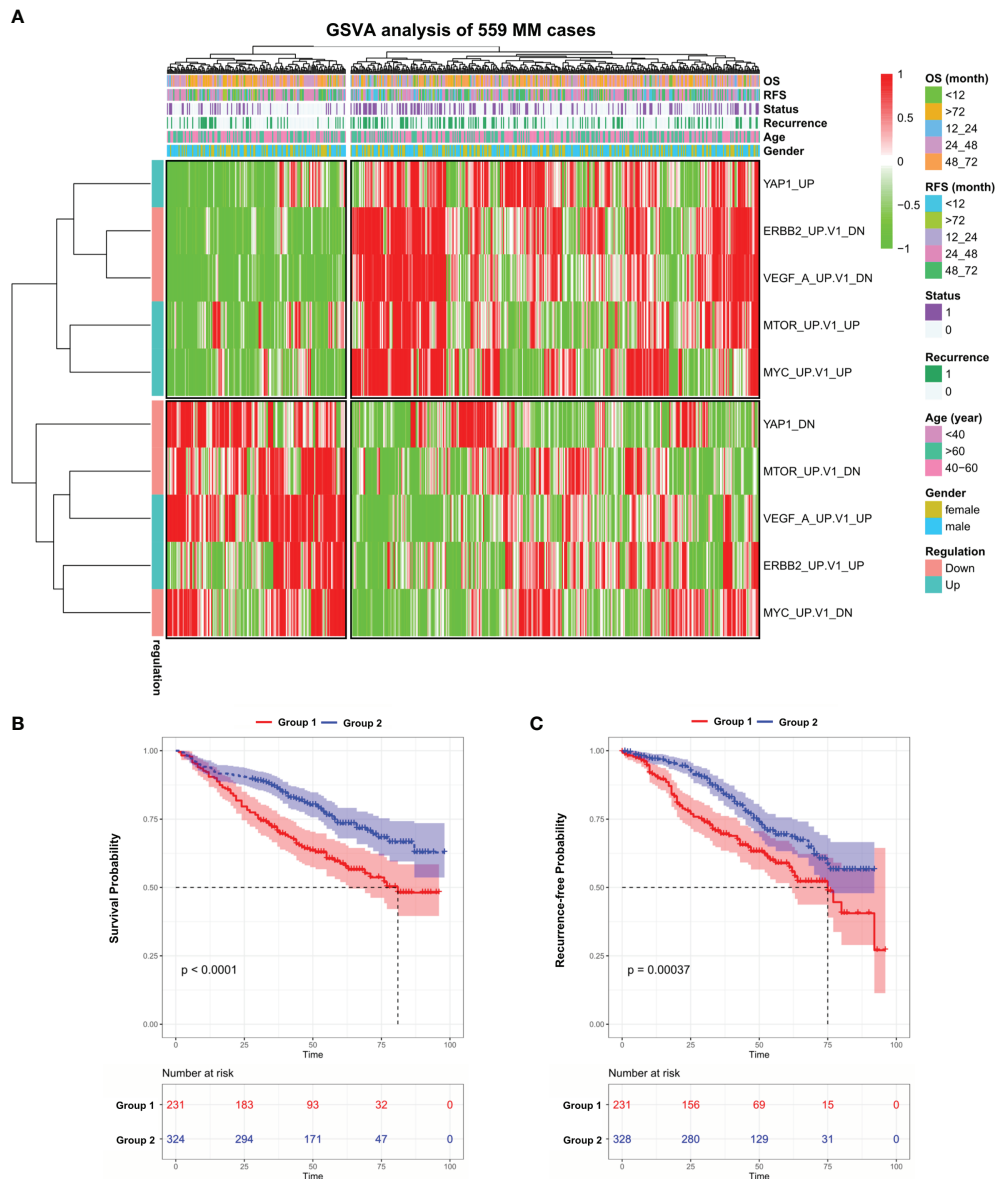 A
GSVA analysis of 559 MM cases
OS
RFS
Status
Recurrence
Age
Gender
YAP1_UP
ERBB2_UP.V1_DN
VEGF_A_UP.V1_DN
MTOR_UP.V1_UP
MYC_UP.V1_UP
YAP1_DN
MTOR_UP.V1_DN
VEGF_A_UP.V1_UP
ERBB2_UP.V1_UP
MYC_UP.V1_DN
regulation
1
0.5
0
−0.5
−1
OS (month)
<12
>72
12_24
24_48
48_72
RFS (month)
<12
>72
12_24
24_48
48_72
Status
1
0
Recurrence
1
0
Age (year)
<40
>60
40−60
Gender
female
male
Regulation
Down
Up
B
Group 1 Group 2
Survival Probability
1.00
0.75
0.50
0.25
0.00
p < 0.0001
0 25 50 75 100
Time
Number at risk
Group 1 231 183 93 32 0
Group 2 324 294 171 47 0
0 25 50 75 100
Time
C
Group 1 Group 2
Recurrence-free Probability
1.00
0.75
0.50
0.25
0.00
p = 0.00037
0 25 50 75 100
Time
Number at risk
Group 1 231 156 69 15 0
Group 2 328 280 129 31 0
0 25 50 75 100
Time